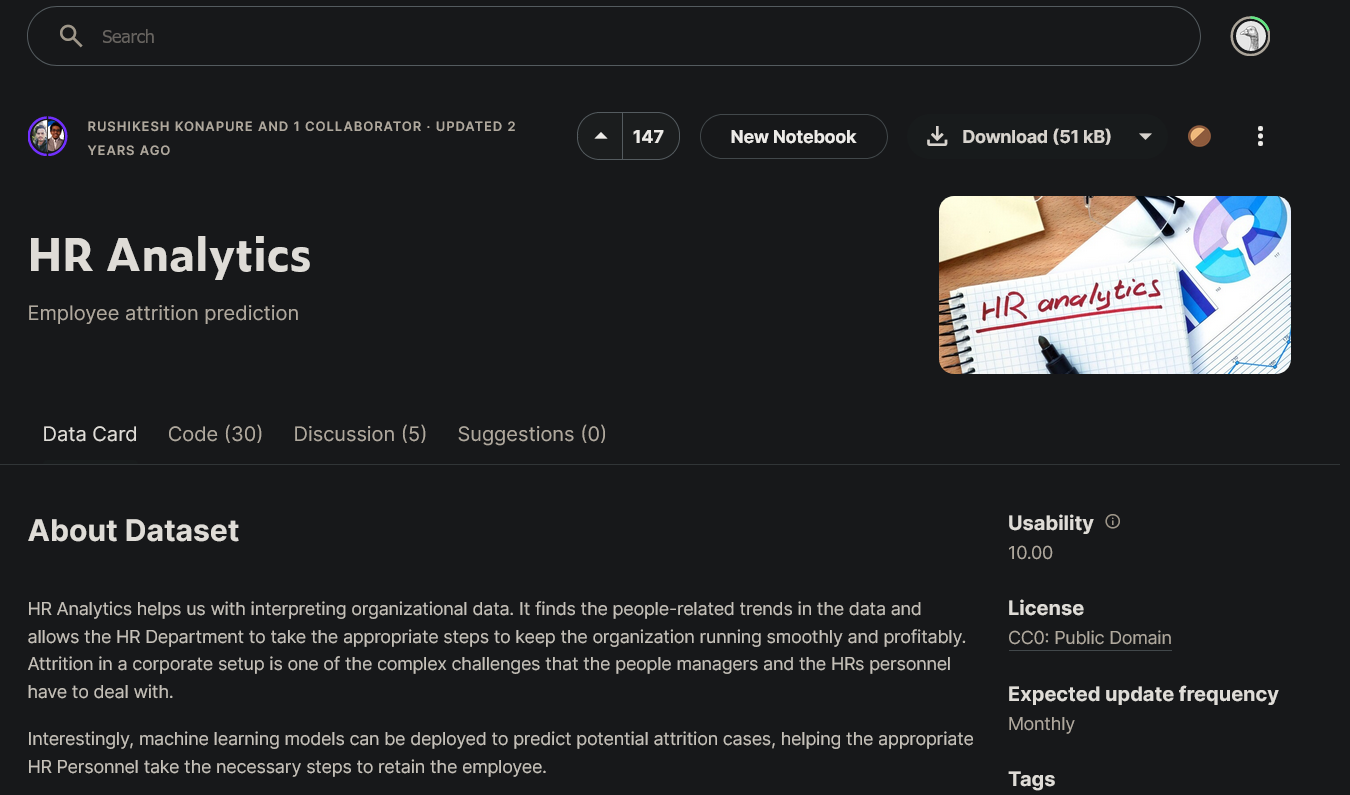 Search
RUSHIKESH KONAPURE AND 1 COLLABORATOR · UPDATED 2
YEARS AGO
147
New Notebook
Download (51 kB)
HR Analytics
Employee attrition prediction
HR analytics
Data Card
Code (30)
Discussion (5)
Suggestions (0)
About Dataset
HR Analytics helps us with interpreting organizational data. It finds the people-related trends in the data and
allows the HR Department to take the appropriate steps to keep the organization running smoothly and profitably.
Attrition in a corporate setup is one of the complex challenges that the people managers and the HRs personnel
have to deal with.
Interestingly, machine learning models can be deployed to predict potential attrition cases, helping the appropriate
HR Personnel take the necessary steps to retain the employee.
Usability
10.00
License
CC0: Public Domain
Expected update frequency
Monthly
Tags